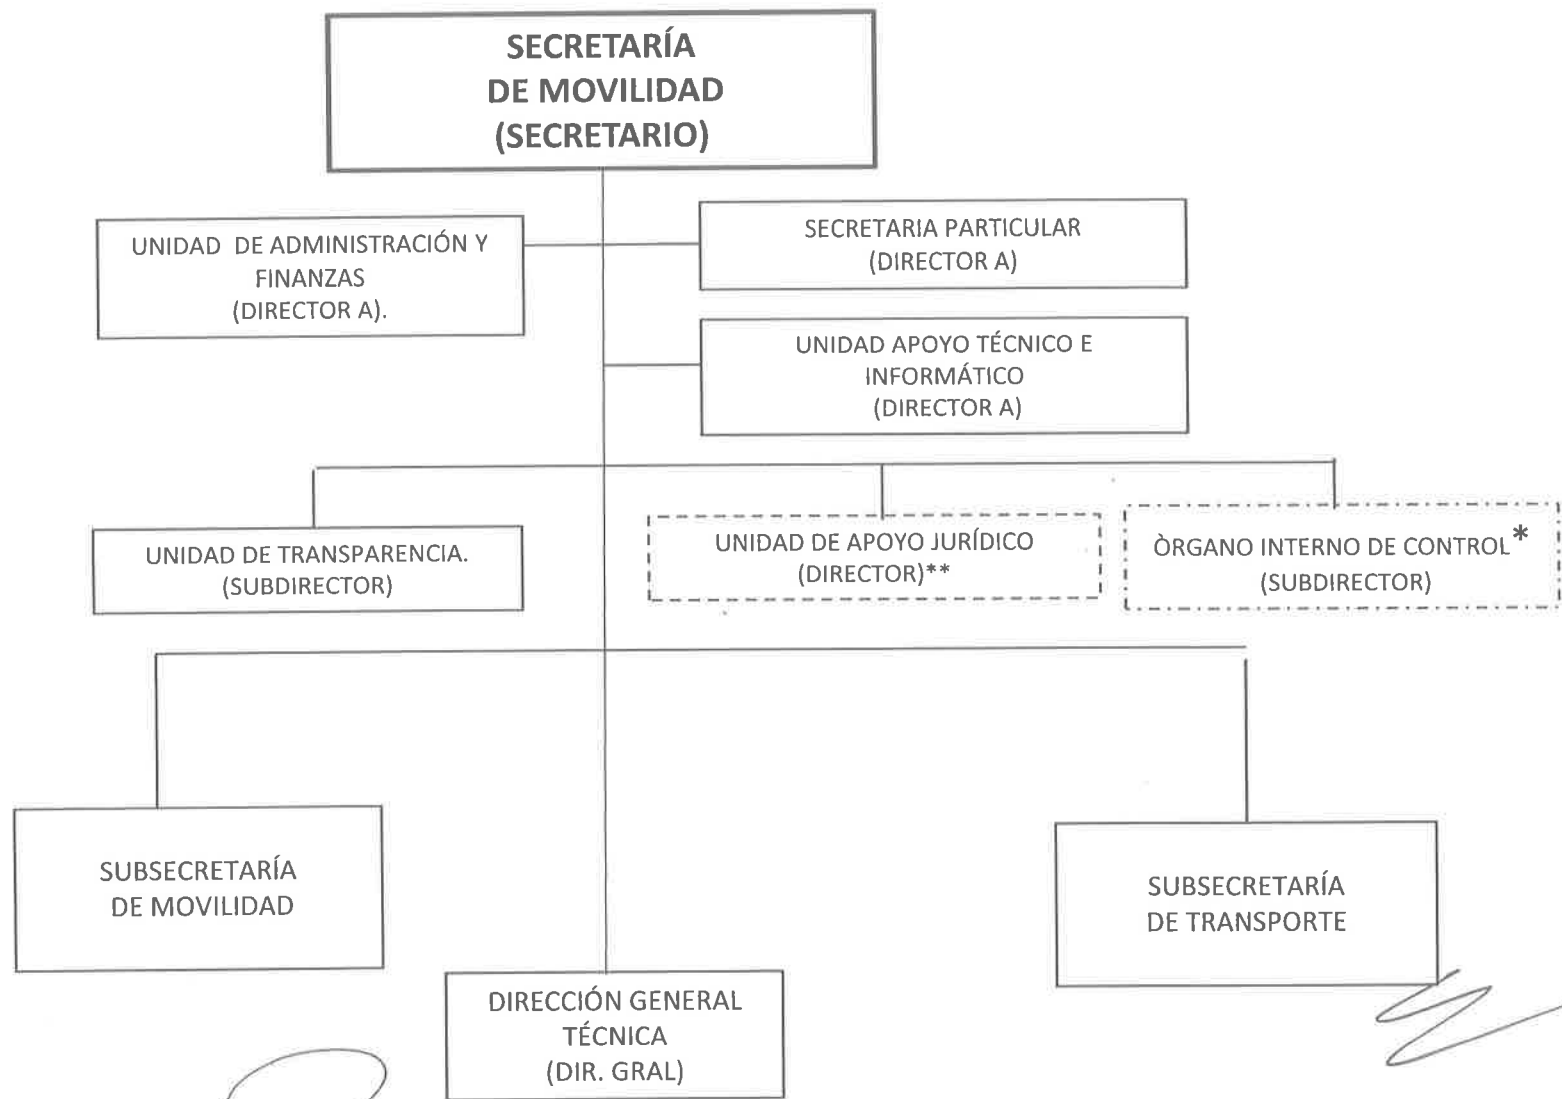 SECRETARÍA
DE MOVILIDAD
(SECRETARIO)
UNIDAD DE ADMINISTRACIÓN Y
FINANZAS
(DIRECTOR A).
SECRETARIA PARTICULAR
(DIRECTOR A)
UNIDAD APOYO TÉCNICO E
INFORMÁTICO
(DIRECTOR A)
UNIDAD DE TRANSPARENCIA.
(SUBDIRECTOR)
UNIDAD DE APOYO JURÍDICO
(DIRECTOR)**
ÒRGANO INTERNO DE CONTROL*
(SUBDIRECTOR)
SUBSECRETARÍA
DE MOVILIDAD
SUBSECRETARÍA
DE TRANSPORTE
DIRECCIÓN GENERAL
TÉCNICA
(DIR. GRAL)